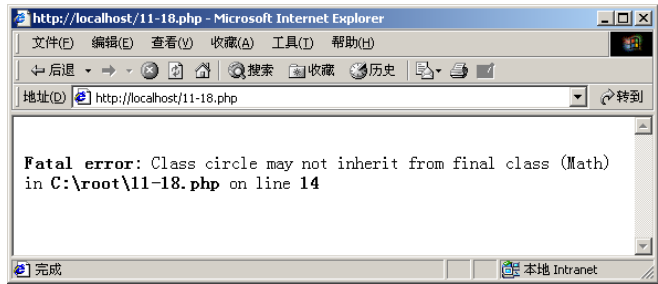 http://localhost/11-18.php - Microsoft Internet Explorer
文件(F) 编辑(E) 查看(V) 收藏(A) 工具(T) 帮助(H)
后退 搜索 收藏 历史
地址(D) http://localhost/11-18.php 转到
Fatal error: Class circle may not inherit from final class (Math)
in C:\root\11-18.php on line 14
完成 本地 Intranet